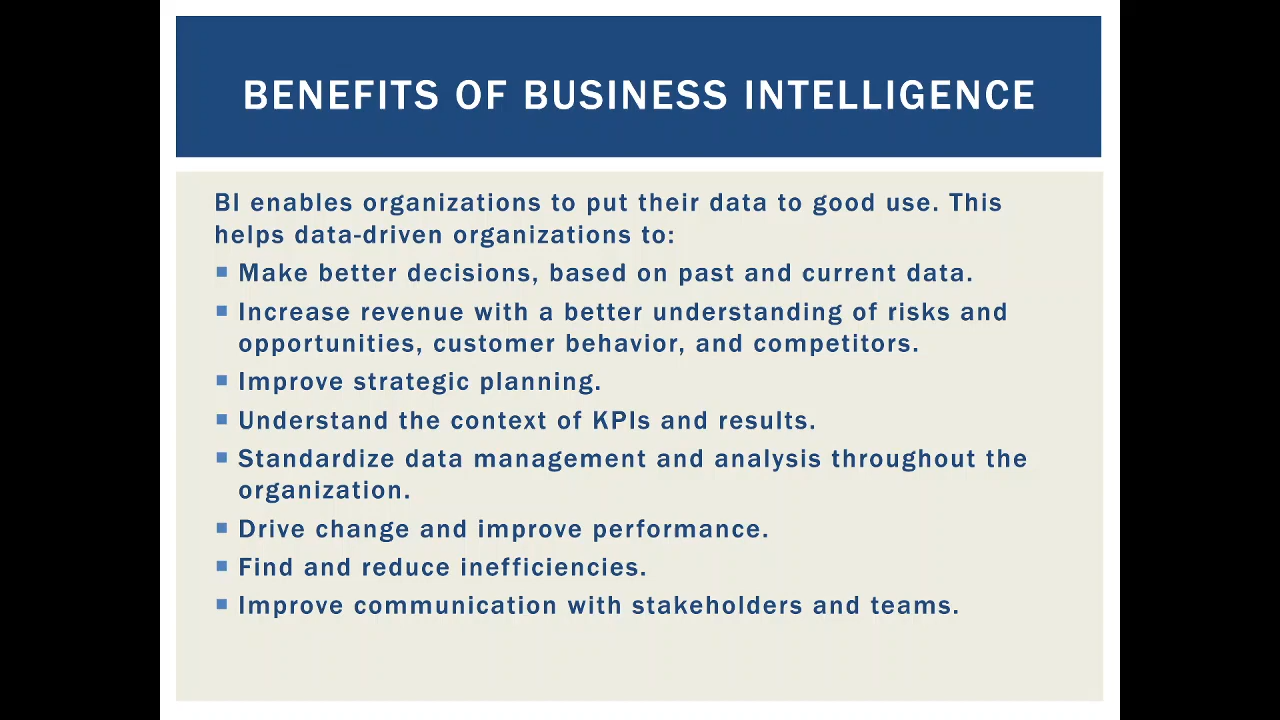 BENEFITS OF BUSINESS INTELLIGENCE
BI enables organizations to put their data to good use. This
helps data-driven organizations to:
Make better decisions, based on past and current data.
Increase revenue with a better understanding of risks and
opportunities, customer behavior, and competitors.
Improve strategic planning.
Understand the context of KPIs and results.
Standardize data management and analysis throughout the
organization.
Drive change and improve performance.
Find and reduce inefficiencies.
Improve communication with stakeholders and teams.